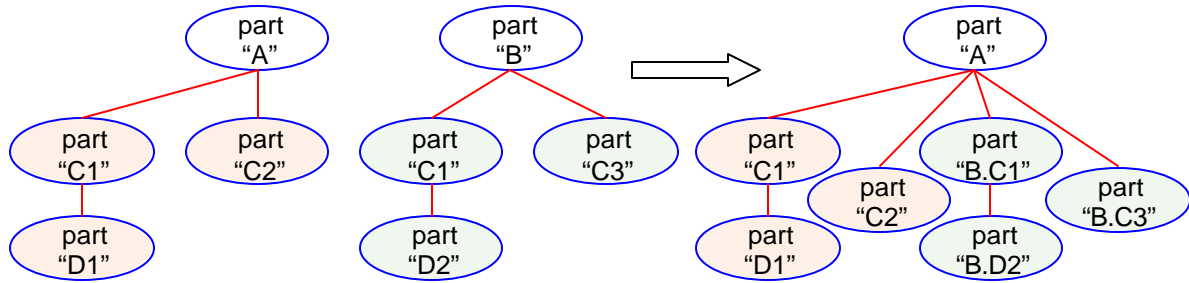 part
“A”
part
“B”
part
“A”
part
“C1”
part
“C2”
part
“C1”
part
“C3”
part
“C1”
part
“C2”
part
“B.C1”
part
“B.C3”
part
“D1”
part
“D2”
part
“D1”
part
“B.D2”